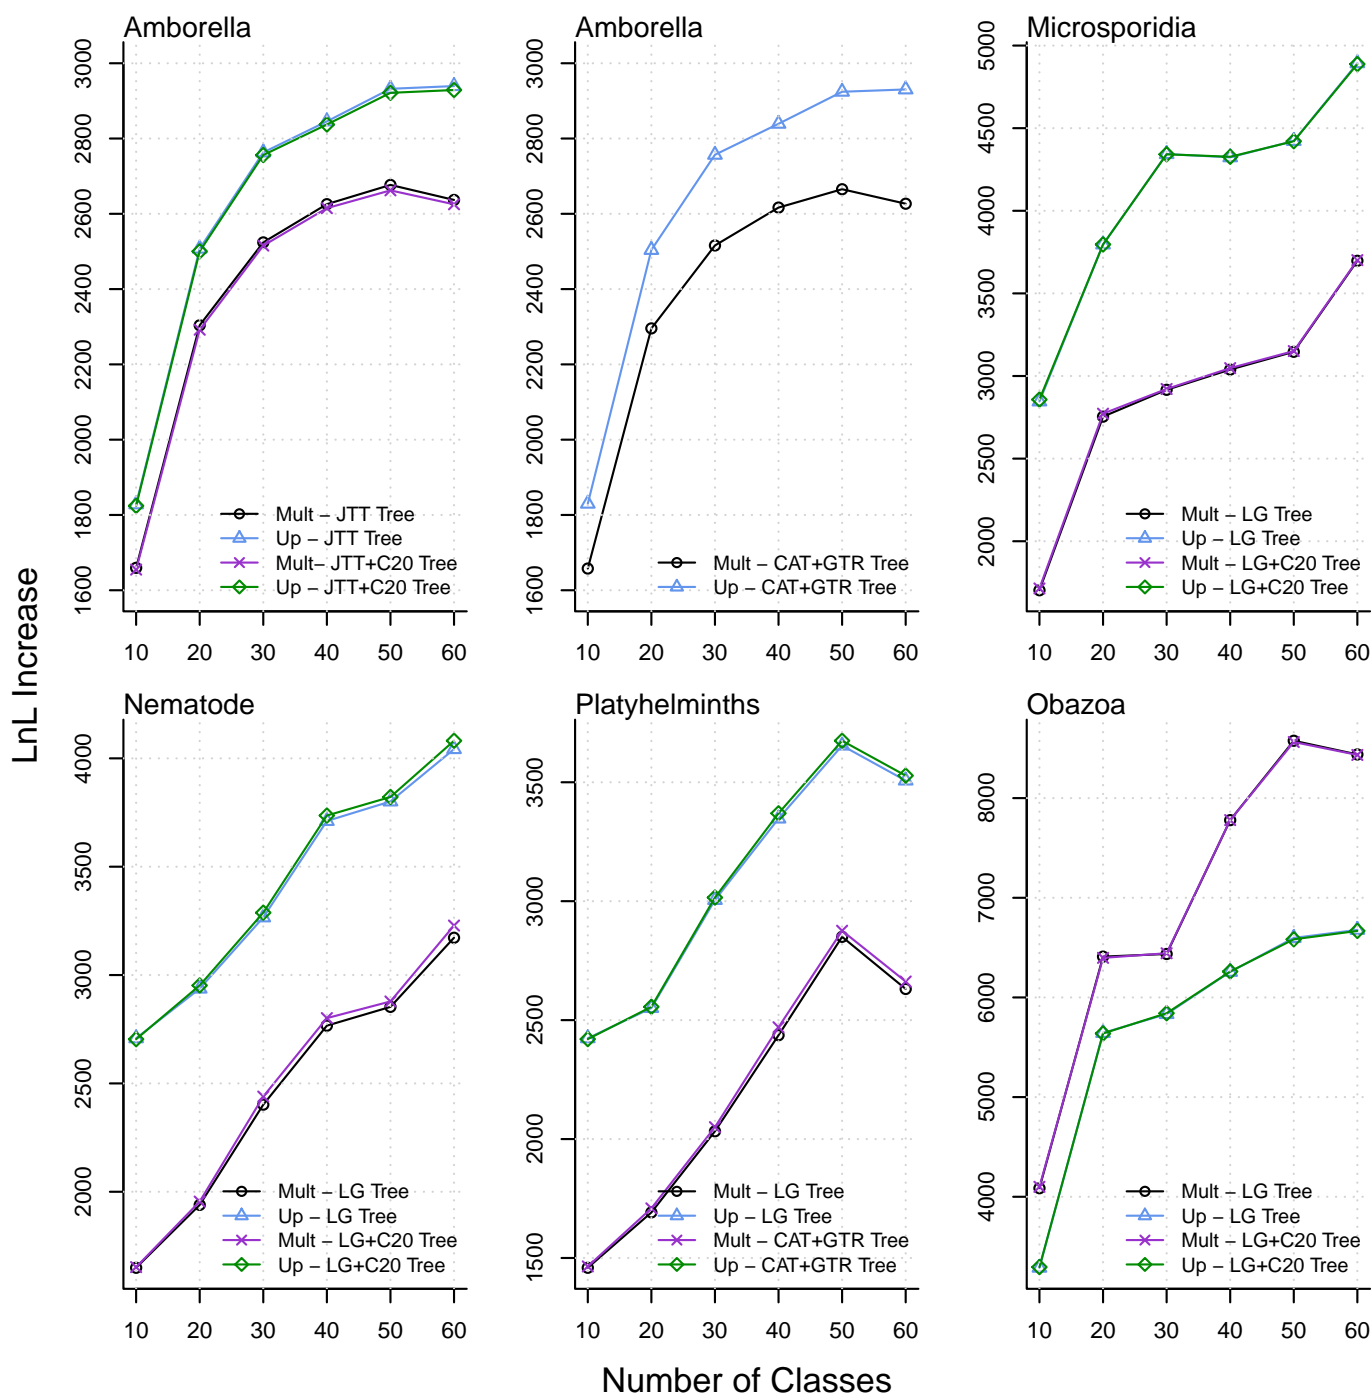 Amborella
3000
2800
2600
2400
2200
2000
1800
1600
Mult – JTT Tree
Up – JTT Tree
Mult– JTT+C20 Tree
Up – JTT+C20 Tree
10 20 30 40 50 60
Amborella
3000
2800
2600
2400
2200
2000
1800
1600
Mult – CAT+GTR Tree
Up – CAT+GTR Tree
10 20 30 40 50 60
Microsporidia
5000
4500
4000
3500
3000
2500
2000
Mult – LG Tree
Up – LG Tree
Mult – LG+C20 Tree
Up – LG+C20 Tree
10 20 30 40 50 60
LnL Increase
Nematode
4000
3500
3000
2500
2000
Mult – LG Tree
Up – LG Tree
Mult – LG+C20 Tree
Up – LG+C20 Tree
10 20 30 40 50 60
Platyhelminths
3500
3000
2500
2000
1500
Mult – LG Tree
Up – LG Tree
Mult – CAT+GTR Tree
Up – CAT+GTR Tree
10 20 30 40 50 60
Obazoa
8000
7000
6000
5000
4000
Mult – LG Tree
Up – LG Tree
Mult – LG+C20 Tree
Up – LG+C20 Tree
10 20 30 40 50 60
Number of Classes